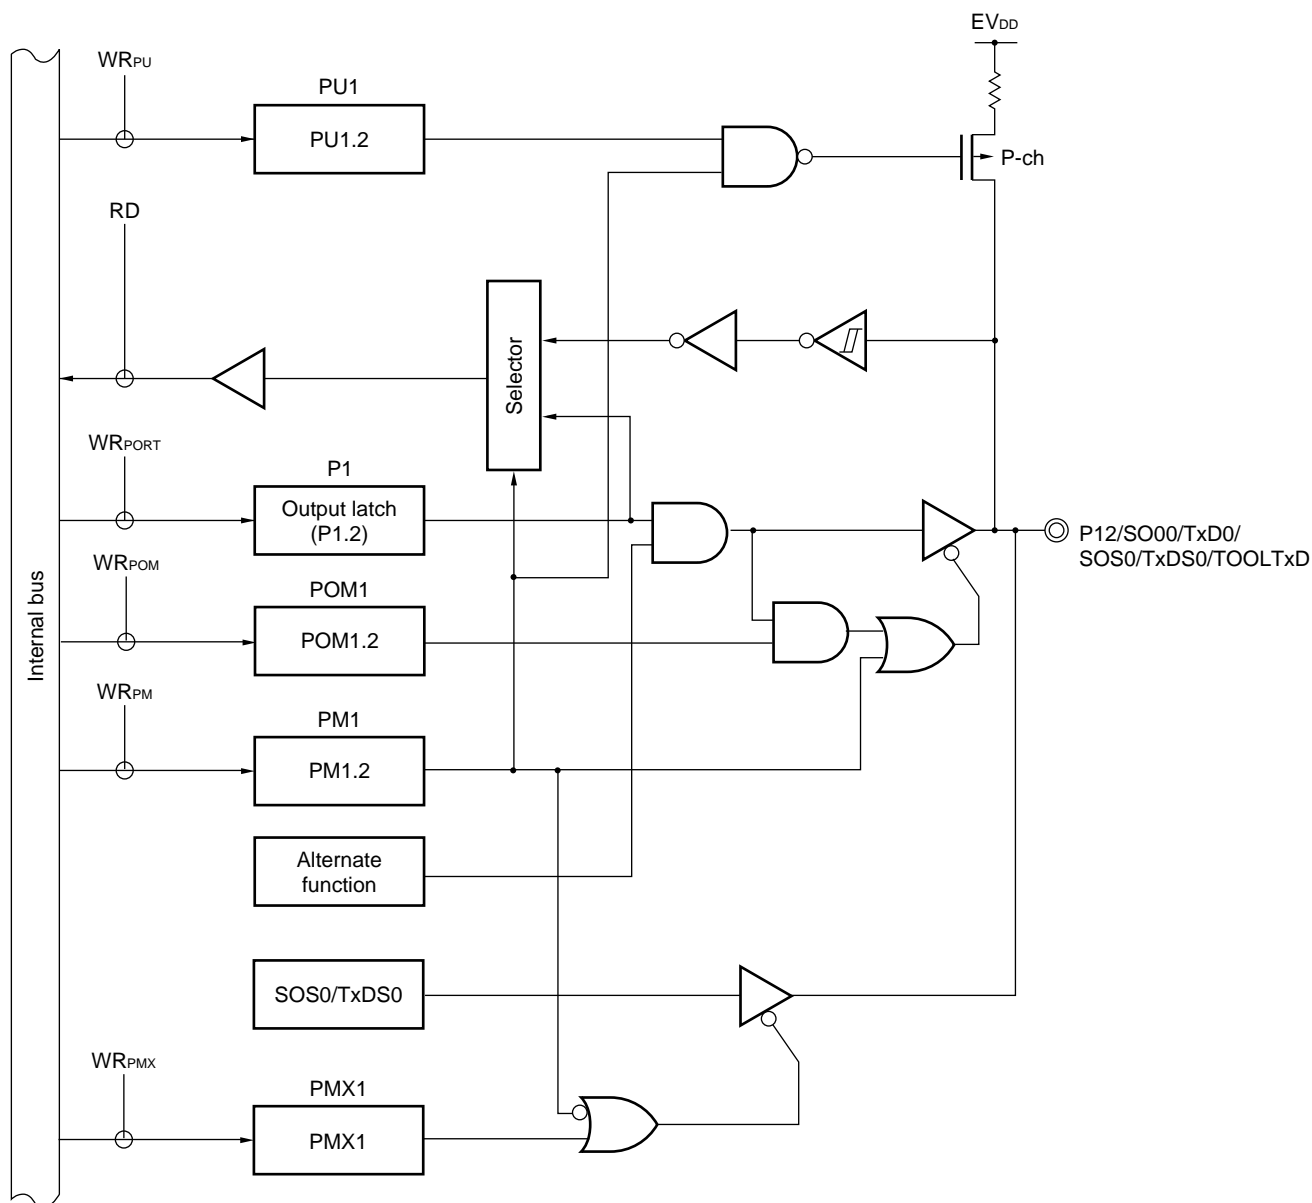 EVDD
WRPU
PU1
PU1.2
P-ch
RD
Selector
WRPORT
P1
Output latch
(P1.2)
P12/SO00/TxD0/
SOS0/TxDS0/TOOLTxD
WRPOM
POM1
POM1.2
Internal bus
WRPM
PM1
PM1.2
Alternate
function
SOS0/TxDS0
WRPMX
PMX1
PMX1